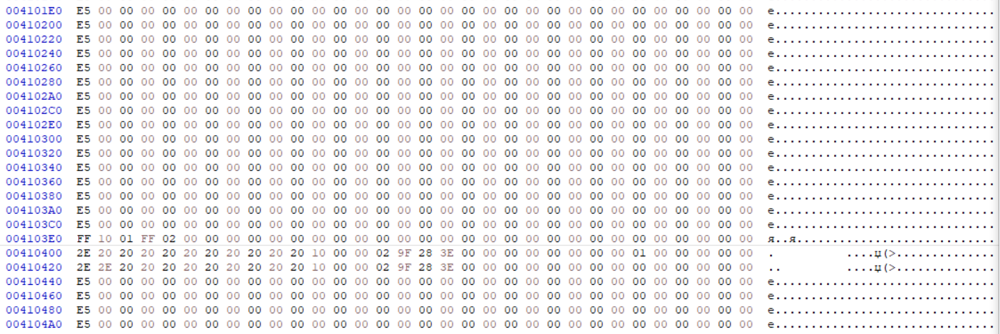 004101E0 E5 00 00 00 00 00 00 00 00 00 00 00 00 00 00 00 00 00 00 00 00 00 00 00 00 00 00 00 00 00 00 00 е...............................
00410200 E5 00 00 00 00 00 00 00 00 00 00 00 00 00 00 00 00 00 00 00 00 00 00 00 00 00 00 00 00 00 00 00 е...............................
00410220 E5 00 00 00 00 00 00 00 00 00 00 00 00 00 00 00 00 00 00 00 00 00 00 00 00 00 00 00 00 00 00 00 е...............................
00410240 E5 00 00 00 00 00 00 00 00 00 00 00 00 00 00 00 00 00 00 00 00 00 00 00 00 00 00 00 00 00 00 00 е...............................
00410260 E5 00 00 00 00 00 00 00 00 00 00 00 00 00 00 00 00 00 00 00 00 00 00 00 00 00 00 00 00 00 00 00 е...............................
00410280 E5 00 00 00 00 00 00 00 00 00 00 00 00 00 00 00 00 00 00 00 00 00 00 00 00 00 00 00 00 00 00 00 е...............................
004102A0 E5 00 00 00 00 00 00 00 00 00 00 00 00 00 00 00 00 00 00 00 00 00 00 00 00 00 00 00 00 00 00 00 е...............................
004102C0 E5 00 00 00 00 00 00 00 00 00 00 00 00 00 00 00 00 00 00 00 00 00 00 00 00 00 00 00 00 00 00 00 е...............................
004102E0 E5 00 00 00 00 00 00 00 00 00 00 00 00 00 00 00 00 00 00 00 00 00 00 00 00 00 00 00 00 00 00 00 е...............................
00410300 E5 00 00 00 00 00 00 00 00 00 00 00 00 00 00 00 00 00 00 00 00 00 00 00 00 00 00 00 00 00 00 00 е...............................
00410320 E5 00 00 00 00 00 00 00 00 00 00 00 00 00 00 00 00 00 00 00 00 00 00 00 00 00 00 00 00 00 00 00 е...............................
00410340 E5 00 00 00 00 00 00 00 00 00 00 00 00 00 00 00 00 00 00 00 00 00 00 00 00 00 00 00 00 00 00 00 е...............................
00410360 E5 00 00 00 00 00 00 00 00 00 00 00 00 00 00 00 00 00 00 00 00 00 00 00 00 00 00 00 00 00 00 00 е...............................
00410380 E5 00 00 00 00 00 00 00 00 00 00 00 00 00 00 00 00 00 00 00 00 00 00 00 00 00 00 00 00 00 00 00 е...............................
004103A0 E5 00 00 00 00 00 00 00 00 00 00 00 00 00 00 00 00 00 00 00 00 00 00 00 00 00 00 00 00 00 00 00 е...............................
004103C0 E5 00 00 00 00 00 00 00 00 00 00 00 00 00 00 00 00 00 00 00 00 00 00 00 00 00 00 00 00 00 00 00 е...............................
004103E0 FF 10 01 FF 02 00 00 00 00 00 00 00 00 00 00 00 00 00 00 00 00 00 00 00 00 00 00 00 00 00 00 00 я..я............................
00410400 2E 20 20 20 20 20 20 20 20 20 20 10 00 00 02 9F 28 3E 00 00 00 00 00 00 00 00 01 00 00 00 00 00 .          ....џ(>..............
00410420 2E 2E 20 20 20 20 20 20 20 20 20 10 00 00 02 9F 28 3E 00 00 00 00 00 00 00 00 00 00 00 00 00 00 ..         ....џ(>..............
00410440 E5 00 00 00 00 00 00 00 00 00 00 00 00 00 00 00 00 00 00 00 00 00 00 00 00 00 00 00 00 00 00 00 е...............................
00410460 E5 00 00 00 00 00 00 00 00 00 00 00 00 00 00 00 00 00 00 00 00 00 00 00 00 00 00 00 00 00 00 00 е...............................
00410480 E5 00 00 00 00 00 00 00 00 00 00 00 00 00 00 00 00 00 00 00 00 00 00 00 00 00 00 00 00 00 00 00 е...............................
004104A0 E5 00 00 00 00 00 00 00 00 00 00 00 00 00 00 00 00 00 00 00 00 00 00 00 00 00 00 00 00 00 00 00 е...............................